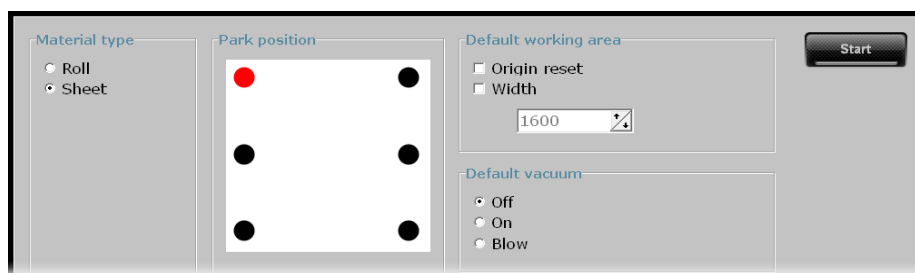 Material type
Roll
Sheet
Park position
Default working area
Origin reset
Width
1600
Default vacuum
Off
On
Blow
Start